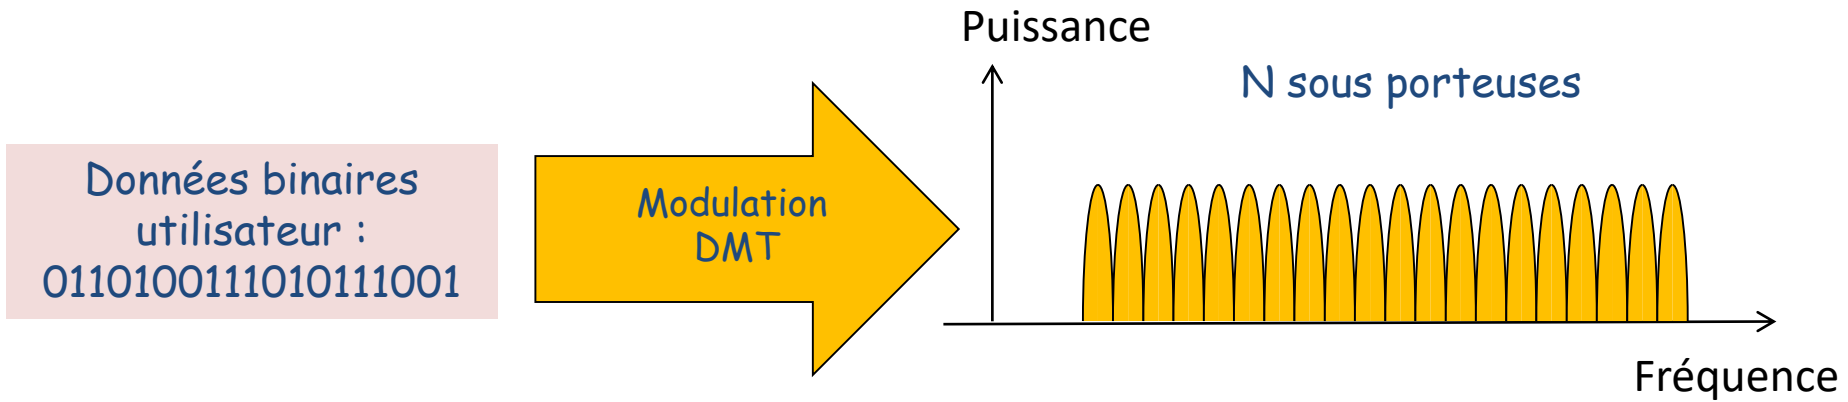 Puissance
N sous porteuses
Données binaires
utilisateur :
0110100111010111001
Modulation
DMT
Fréquence